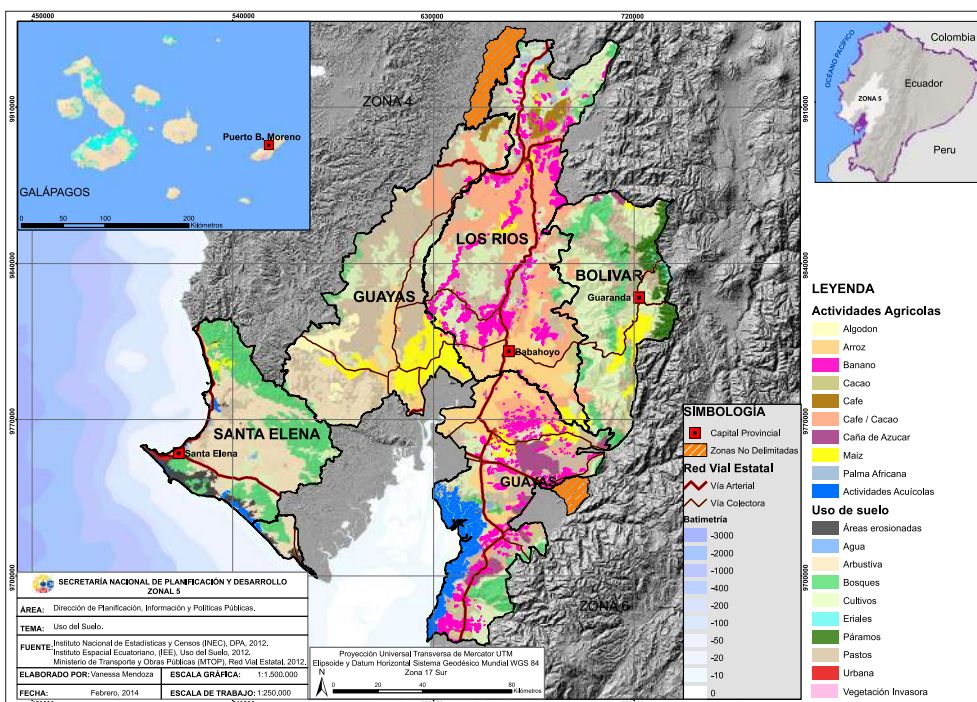 450000 540000 630000 720000
9910000
9840000
9770000
9700000
9910000
9840000
9770000
9700000
Puerto B. Moreno
GALÁPAGOS
0 50 100 200
Kilómetros
ZONA 4
LOS RIOS
BOLIVAR
Guaranda
GUAYAS
Babahoyo
SANTA ELENA
Santa Elena
GUAYAS
ZONA 6
OCEANO PACÍFICO
Colombia
Ecuador
ZONA 5
Peru
SIMBOLOGÍA
Capital Provincial
Zonas No Delimitadas
Red Vial Estatal
Vía Arterial
Vía Colectora
Batimetría
-3000
-2000
-1000
-400
-200
-100
-50
-20
-10
0
LEYENDA
Actividades Agricolas
Algodon
Arroz
Banano
Cacao
Cafe
Cafe / Cacao
Caña de Azucar
Maiz
Palma Africana
Actividades Acuícolas
Uso de suelo
Áreas erosionadas
Agua
Arbustiva
Bosques
Cultivos
Eriales
Páramos
Pastos
Urbana
Vegetación Invasora
SECRETARÍA NACIONAL DE PLANIFICACIÓN Y DESARROLLO
ZONAL 5
ÁREA: Dirección de Planificación, Información y Políticas Públicas.
TEMA: Uso del Suelo.
FUENTE: Instituto Nacional de Estadísticas y Censos (INEC), DPA, 2012.
Instituto Espacial Ecuatoriano, (IEE), Uso del Suelo, 2012.
Ministerio de Transporte y Obras Públicas (MTOP), Red Vial Estatal, 2012.
ELABORADO POR: Vanessa Mendoza ESCALA GRÁFICA: 1:1.500.000
FECHA: Febrero, 2014 ESCALA DE TRABAJO: 1:250.000
Proyección Universal Transversa de Mercator UTM
Elipsoide y Datum Horizontal Sistema Geodésico Mundial WGS 84
Zona 17 Sur
N
0 20 40 80
Kilómetros